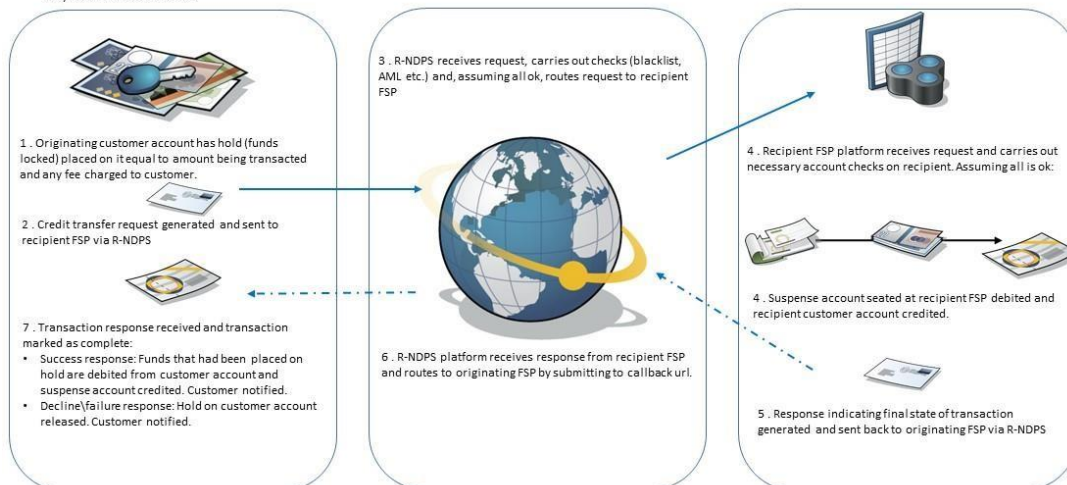 1 . Originating customer account has hold (funds
locked) placed on it equal to amount being transacted
and any fee charged to customer.
2 . Credit transfer request generated and sent to
recipient FSP via R-NDPS
7 . Transaction response received and transaction
marked as complete:
• Success response: Funds that had been placed on
hold are debited from customer account and
suspense account credited. Customer notified.
• Decline\failure response: Hold on customer account
released. Customer notified.
3 . R-NDPS receives request, carries out checks (blacklist,
AML etc.) and, assuming all ok, routes request to recipient
FSP
6 . R-NDPS platform receives response from recipient FSP
and routes to originating FSP by submitting to callback url.
4 . Recipient FSP platform receives request and carries out
necessary account checks on recipient. Assuming all is ok:
4 . Suspense account seated at recipient FSP debited and
recipient customer account credited.
5 . Response indicating final state of transaction
generated and sent back to originating FSP via R-NDPS